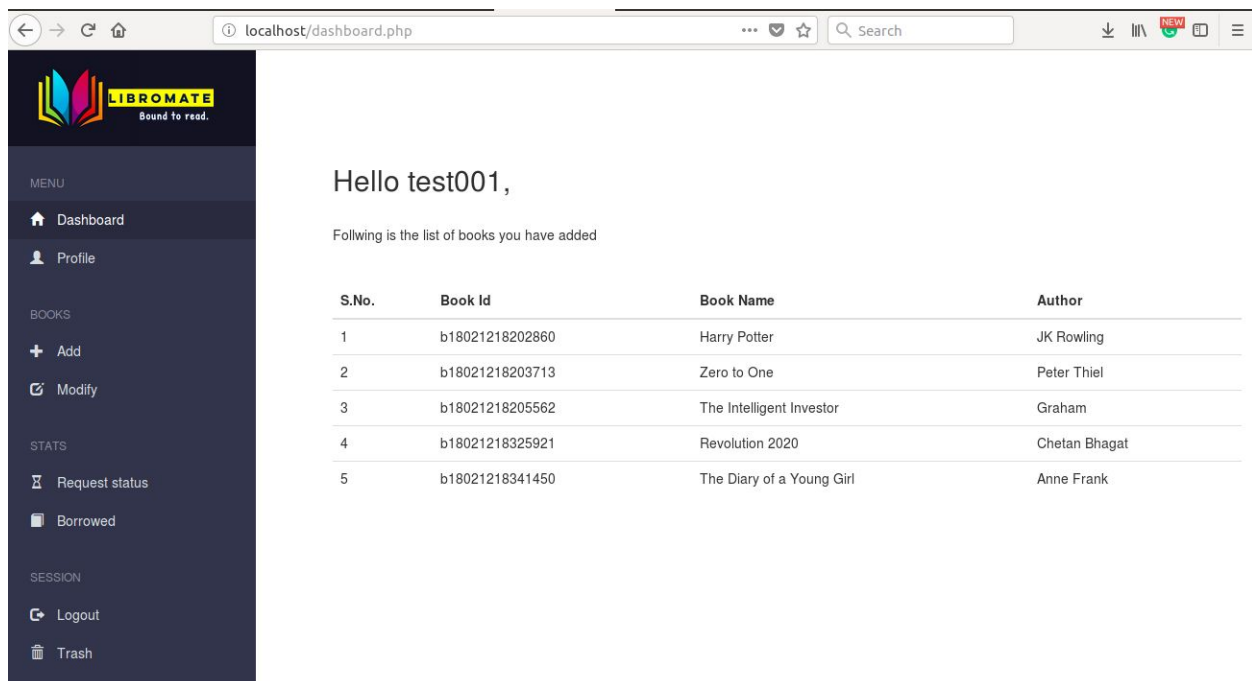 localhost/dashboard.php
Search
NEW
LIBROMATE
Bound to read.
MENU
Dashboard
Profile
BOOKS
Add
Modify
STATS
Request status
Borrowed
SESSION
Logout
Trash
Hello test001,
Follwing is the list of books you have added
S.No. Book Id Book Name Author
1 b18021218202860 Harry Potter JK Rowling
2 b18021218203713 Zero to One Peter Thiel
3 b18021218205562 The Intelligent Investor Graham
4 b18021218325921 Revolution 2020 Chetan Bhagat
5 b18021218341450 The Diary of a Young Girl Anne Frank